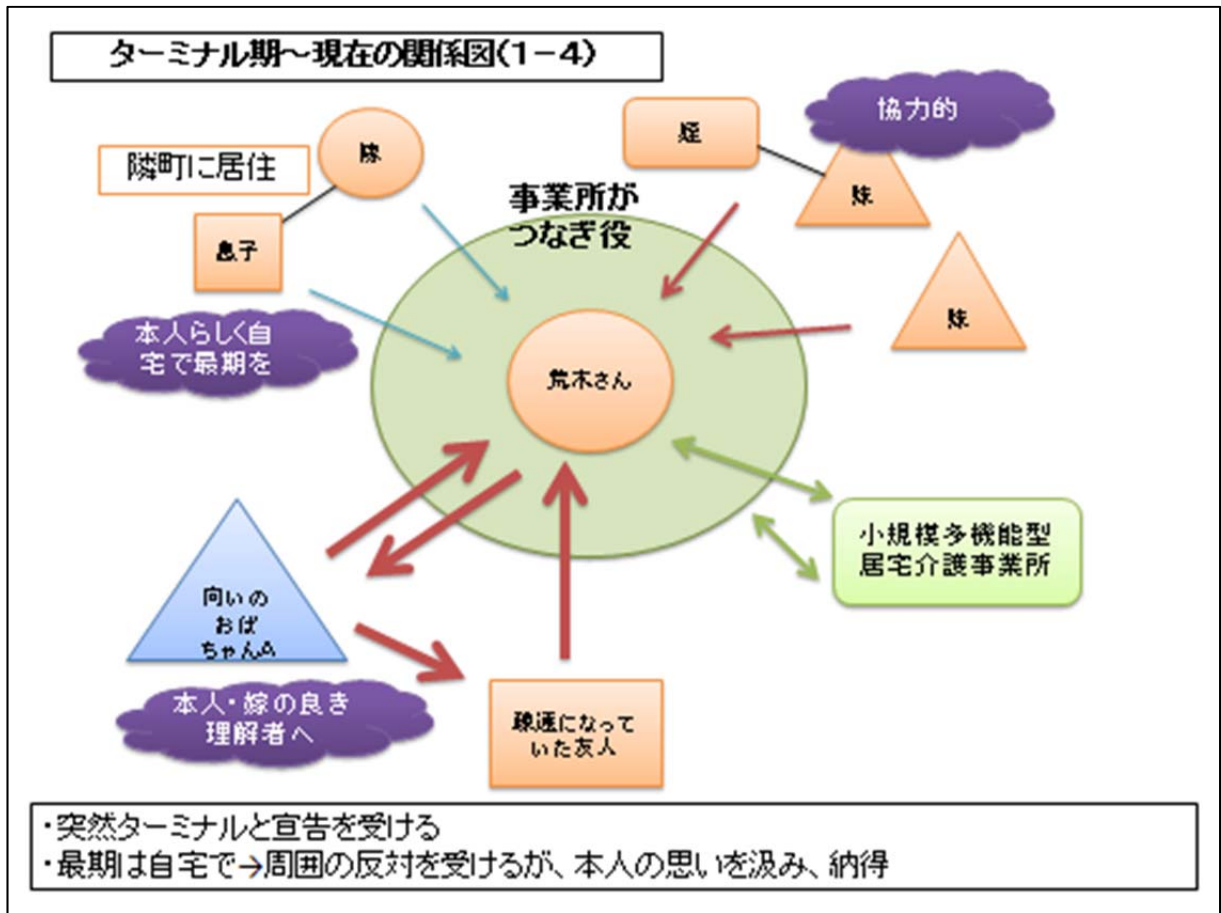 ターミナル期～現在の関係図(1－4)
協力的
嫁
姪
隣町に居住
妹
事業所が
つなぎ役
息子
妹
本人らしく自
宅で最期を
荒木さん
小規模多機能型
居宅介護事業所
向いの
おば
ちゃんA
本人・嫁の良き
理解者へ
疎遠になって
いた友人
・突然ターミナルと宣告を受ける
・最期は自宅で→周囲の反対を受けるが、本人の思いを汲み、納得